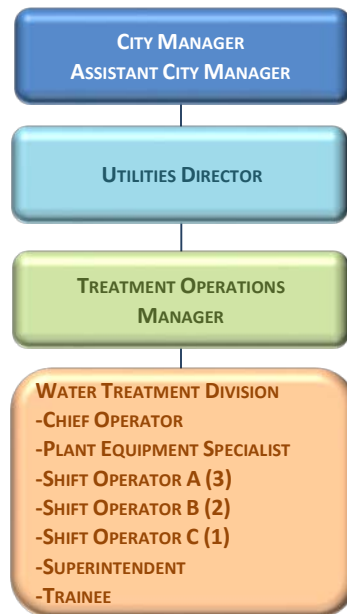 CITY MANAGER
ASSISTANT CITY MANAGER
UTILITIES DIRECTOR
TREATMENT OPERATIONS
MANAGER
WATER TREATMENT DIVISION
-CHIEF OPERATOR
-PLANT EQUIPMENT SPECIALIST
-SHIFT OPERATOR A (3)
-SHIFT OPERATOR B (2)
-SHIFT OPERATOR C (1)
-SUPERINTENDENT
-TRAINEE